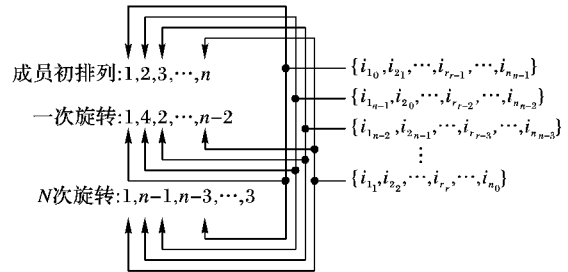 成员初排列:1,2,3,⋯,n
一次旋转:1,4,2,⋯,n−2
N次旋转:1,n−1,n−3,⋯,3
{i_{1_0},i_{2_1},⋯,i_{r_{r−1}},⋯,i_{n_{n−1}}}
{i_{1_{n−1}},i_{2_0},⋯,i_{r_{r−2}},⋯,i_{n_{n−2}}}
{i_{1_{n−2}},i_{2_{n−1}},⋯,i_{r_{r−3}},⋯,i_{n_{n−3}}}
⋮
{i_{1_1},i_{2_2},⋯,i_{r_r},⋯,i_{n_0}}